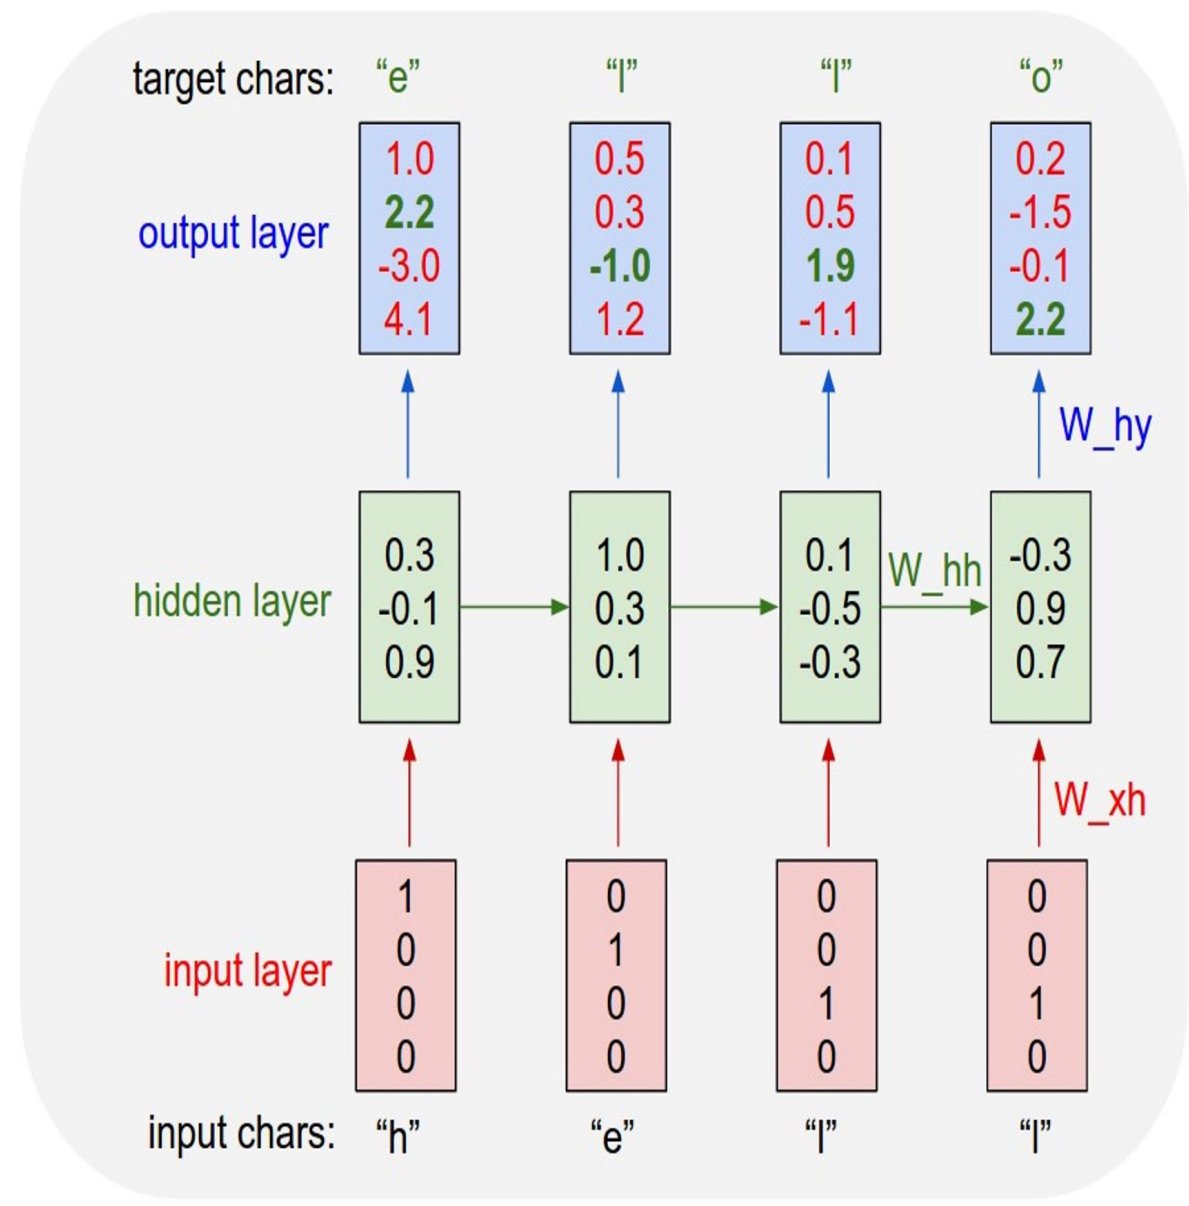 target chars: “e” “l” “l” “o”
1.0 0.5 0.1 0.2
2.2 0.3 0.5 -1.5
output layer
-3.0 -1.0 1.9 -0.1
4.1 1.2 -1.1 2.2
W_hy
0.3 1.0 0.1 -0.3
W_hh
hidden layer -0.1 0.3 -0.5 0.9
0.9 0.1 -0.3 0.7
W_xh
1 0 0 0
0 1 0 0
input layer
0 0 1 1
0 0 0 0
input chars: “h” “e” “l” “l”